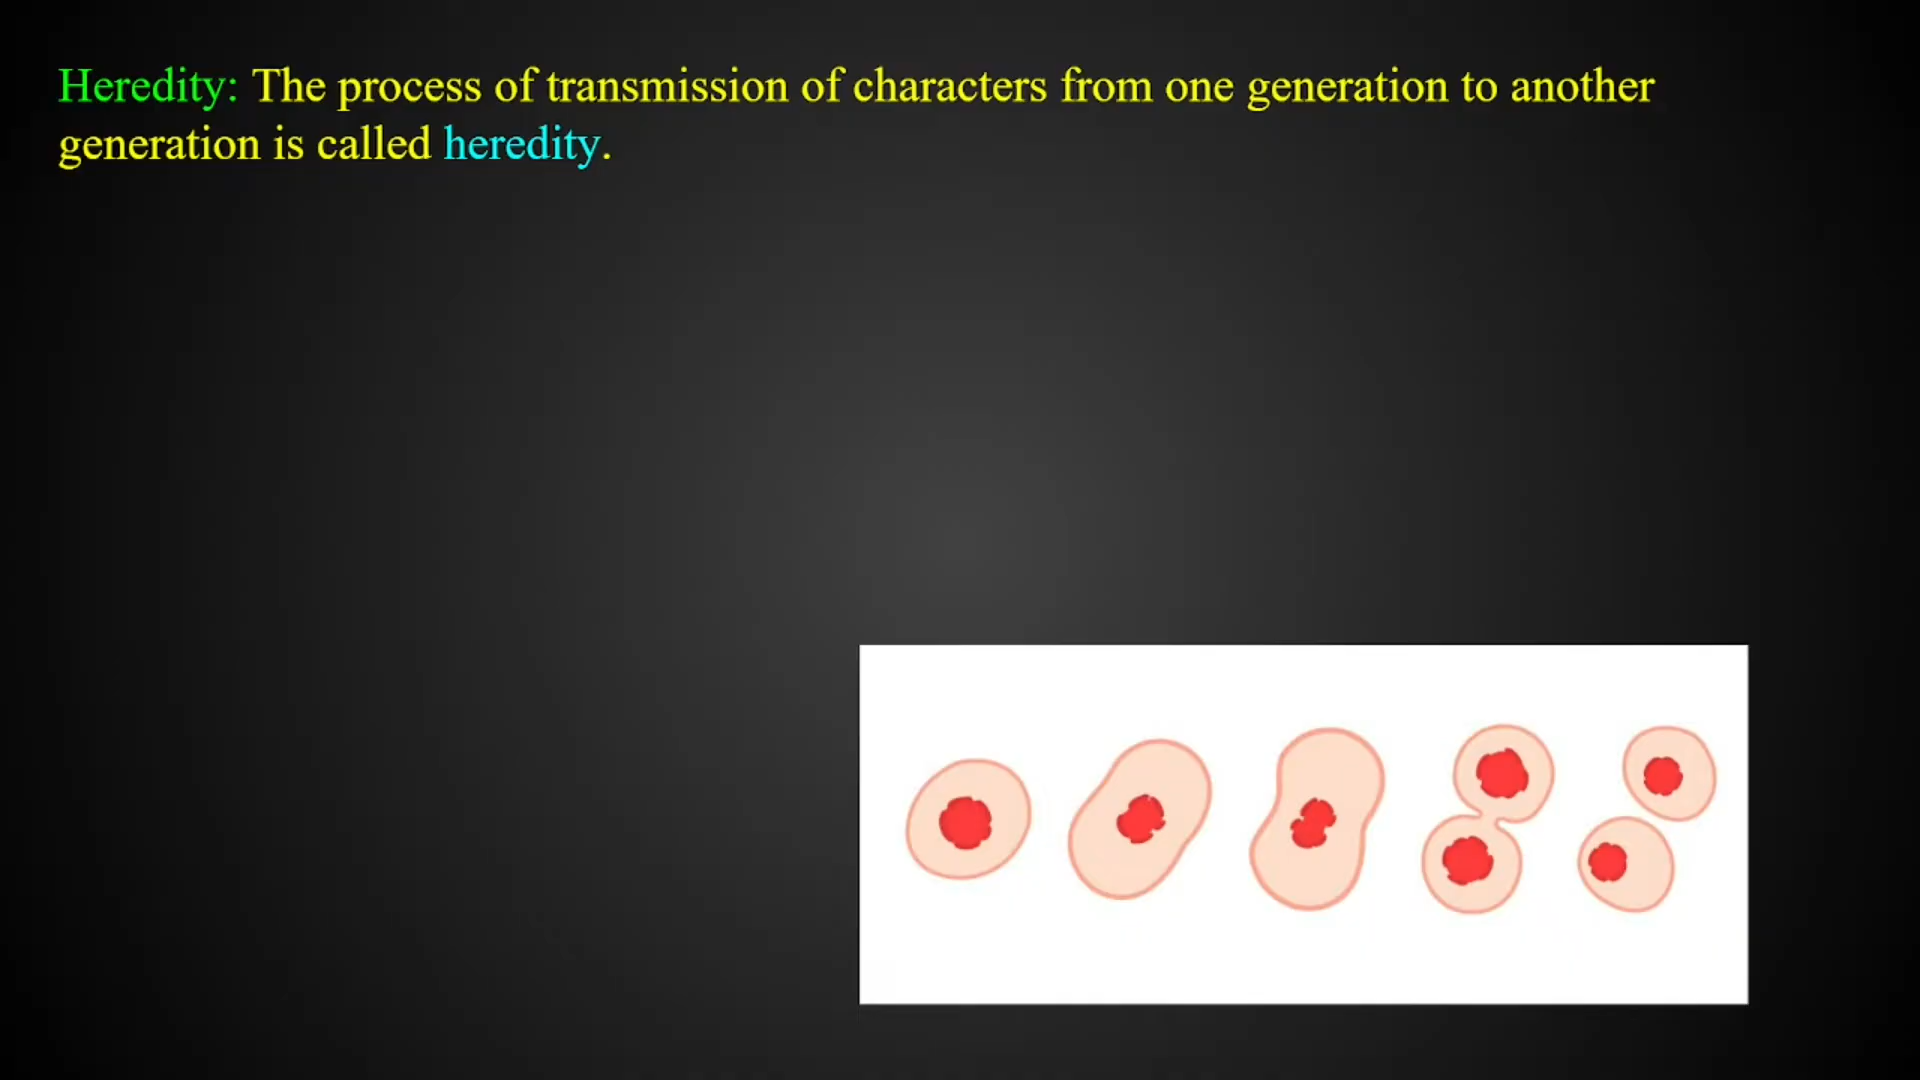 Heredity: The process of transmission of characters from one generation to another
generation is called heredity.